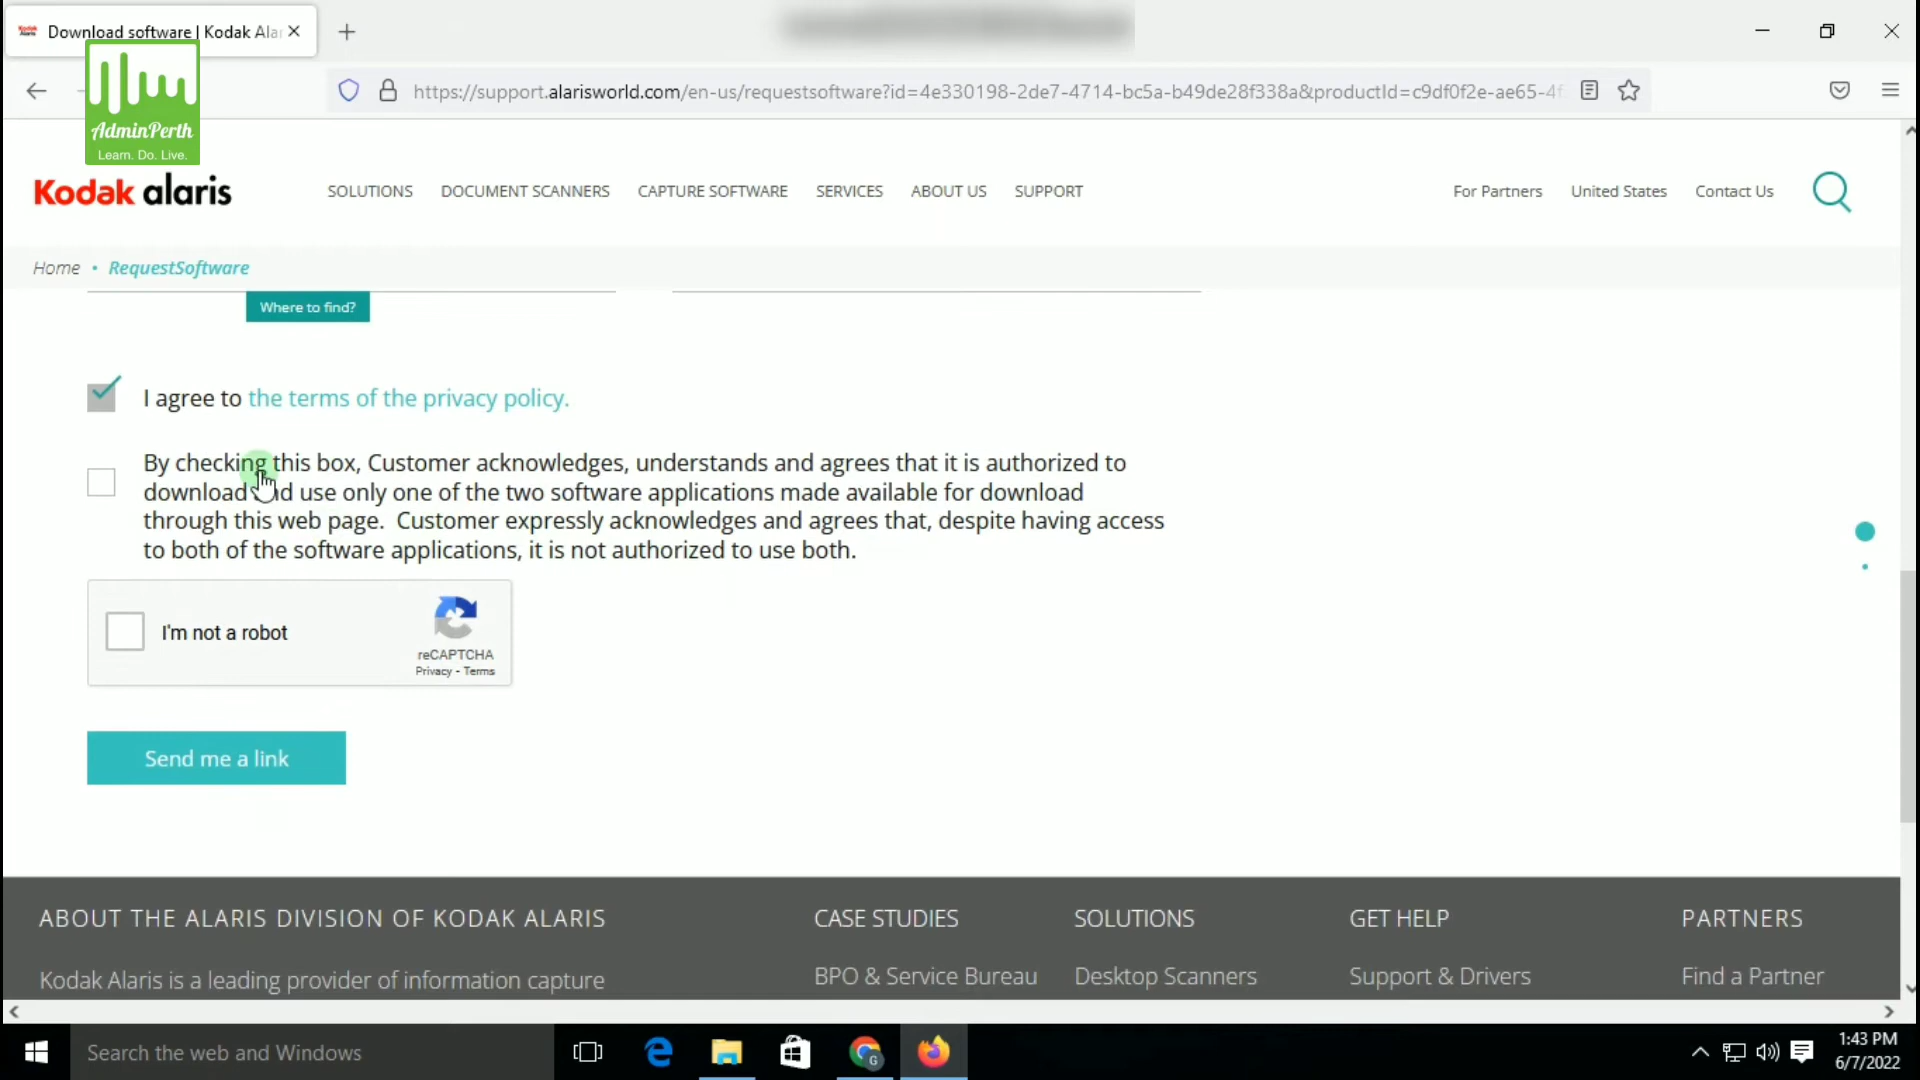 Download software | Kodak Ala
AdminPerth
Learn. Do. Live.
https://support.alarisworld.com/en-us/requestsoftware?id=4e330198-2de7-4714-bc5a-b49de28f338a&productId=c9df0f2e-ae65-4f
Kodak alaris
SOLUTIONS DOCUMENT SCANNERS CAPTURE SOFTWARE SERVICES ABOUT US SUPPORT For Partners United States Contact Us
Home • RequestSoftware
Where to find?
I agree to the terms of the privacy policy.
By checking this box, Customer acknowledges, understands and agrees that it is authorized to
download and use only one of the two software applications made available for download
through this web page. Customer expressly acknowledges and agrees that, despite having access
to both of the software applications, it is not authorized to use both.
I'm not a robot
reCAPTCHA
Privacy - Terms
Send me a link
ABOUT THE ALARIS DIVISION OF KODAK ALARIS CASE STUDIES SOLUTIONS GET HELP PARTNERS
Kodak Alaris is a leading provider of information capture BPO & Service Bureau Desktop Scanners Support & Drivers Find a Partner
Search the web and Windows
1:43 PM
6/7/2022